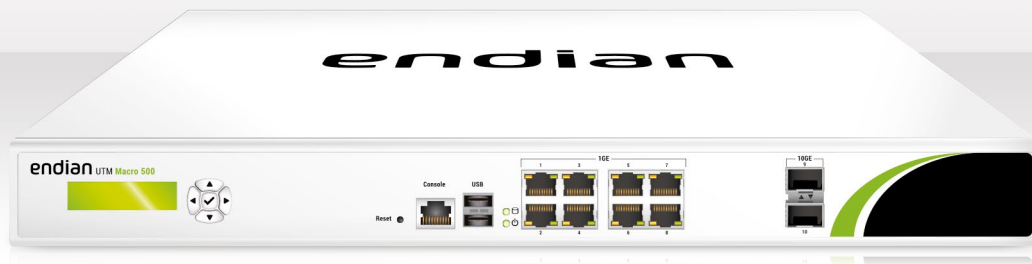 endian
endian UTM Macro 500
Reset
Console
USB
1GE
1 3 5 7
2 4 6 8
10GE
9
10